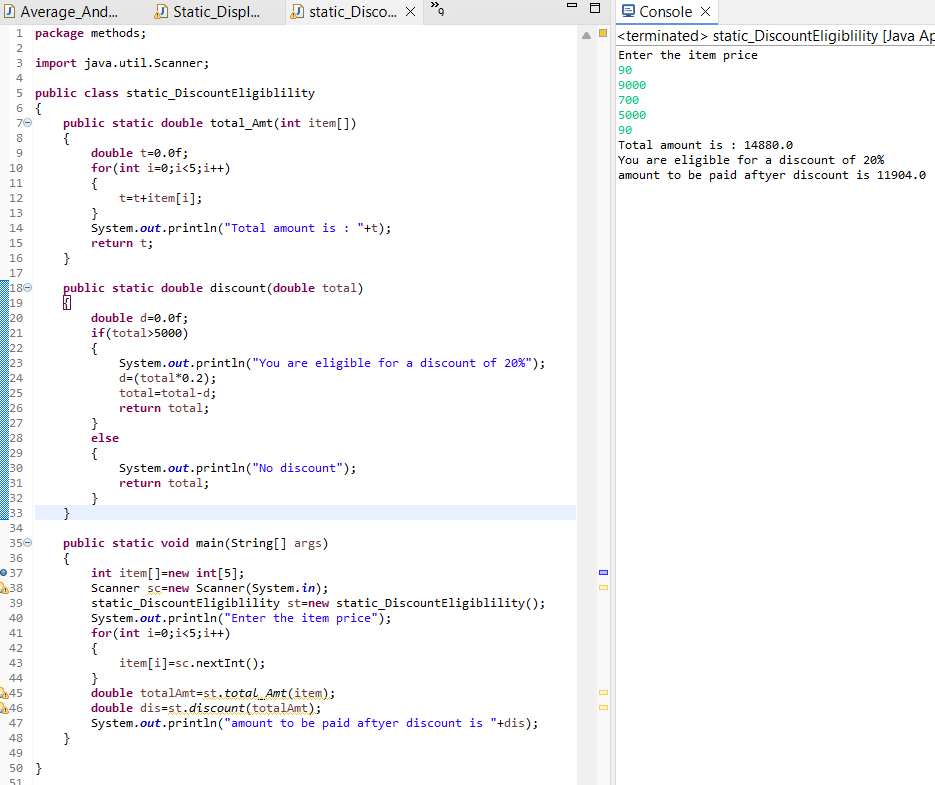 Average_And...
Static_Displ...
static_Disco...
»9
1 package methods;
2
3 import java.util.Scanner;
4
5 public class static_DiscountEligiblility
6 {
7 public static double total_Amt(int item[])
8 {
9 double t=0.0f;
10 for(int i=0;i<5;i++)
11 {
12 t=t+item[i];
13 }
14 System.out.println("Total amount is : "+t);
15 return t;
16 }
17
18 public static double discount(double total)
19 {
20 double d=0.0f;
21 if(total>5000)
22 {
23 System.out.println("You are eligible for a discount of 20%");
24 d=(total*0.2);
25 total=total-d;
26 return total;
27 }
28 else
29 {
30 System.out.println("No discount");
31 return total;
32 }
33 }
34
35 public static void main(String[] args)
36 {
37 int item[]=new int[5];
38 Scanner sc=new Scanner(System.in);
39 static_DiscountEligiblility st=new static_DiscountEligiblility();
40 System.out.println("Enter the item price");
41 for(int i=0;i<5;i++)
42 {
43 item[i]=sc.nextInt();
44 }
45 double totalAmt=st.total_Amt(item);
46 double dis=st.discount(totalAmt);
47 System.out.println("amount to be paid aftyer discount is "+dis);
48 }
49
50 }
51
Console
<terminated> static_DiscountEligiblility [Java Ap
Enter the item price
90
9000
700
5000
90
Total amount is : 14880.0
You are eligible for a discount of 20%
amount to be paid aftyer discount is 11904.0